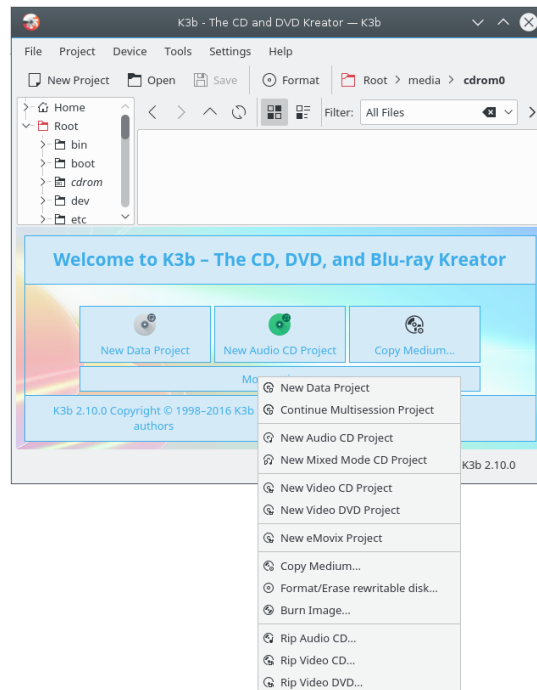 K3b - The CD and DVD Kreator — K3b
File Project Device Tools Settings Help
New Project Open Save Format Root > media > cdrom0
Home
Root
bin
boot
cdrom
dev
etc
Filter: All Files
Welcome to K3b – The CD, DVD, and Blu-ray Kreator
New Data Project New Audio CD Project Copy Medium...
K3b 2.10.0 Copyright © 1998–2016 K3b
authors
K3b 2.10.0
New Data Project
Continue Multisession Project
New Audio CD Project
New Mixed Mode CD Project
New Video CD Project
New Video DVD Project
New eMovix Project
Copy Medium...
Format/Erase rewritable disk...
Burn Image...
Rip Audio CD...
Rip Video CD...
Rip Video DVD...